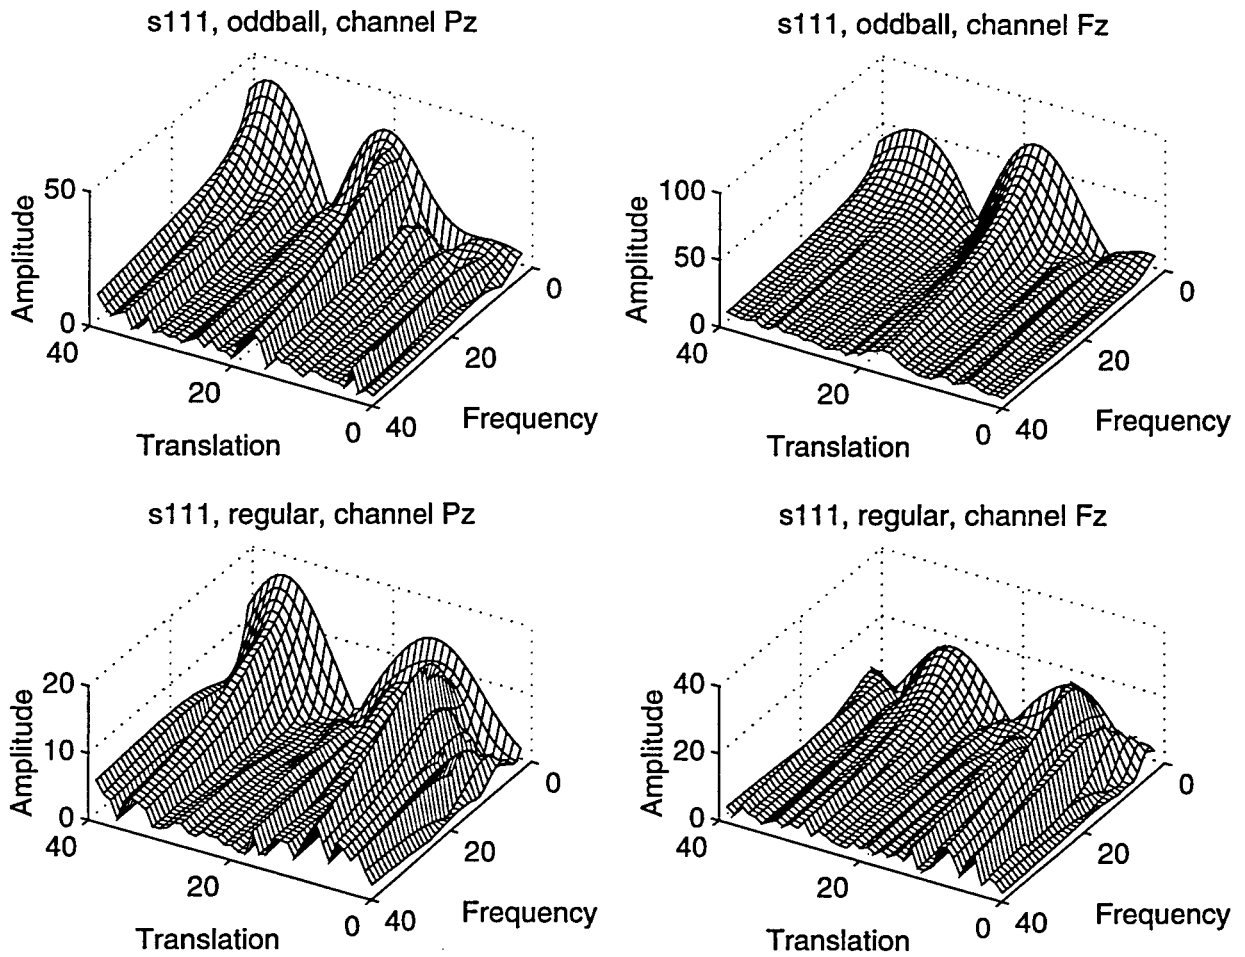 s111, oddball, channel Pz
Amplitude
50
0
40
20
0
Translation
40
20
0
Frequency
s111, oddball, channel Fz
Amplitude
100
50
0
40
20
0
Translation
40
20
0
Frequency
s111, regular, channel Pz
Amplitude
20
10
0
40
20
0
Translation
40
20
0
Frequency
s111, regular, channel Fz
Amplitude
40
20
0
40
20
0
Translation
40
20
0
Frequency